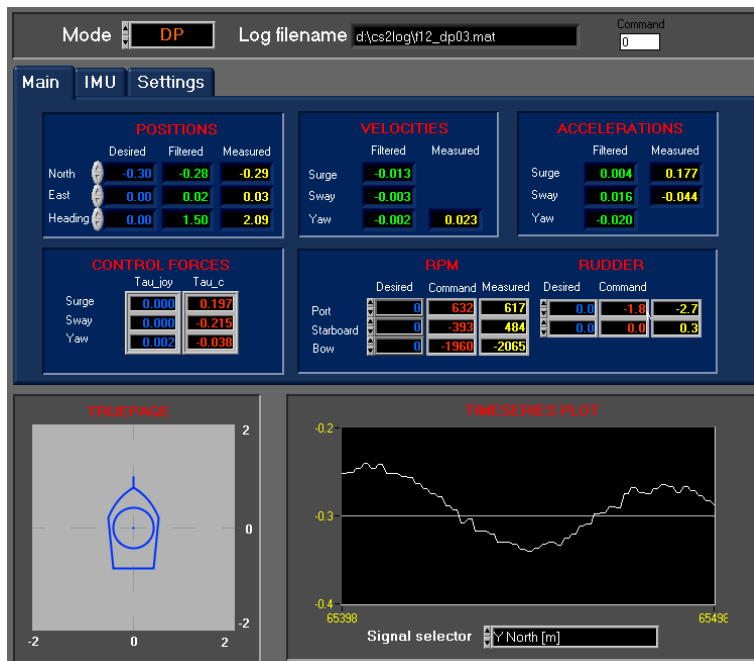 Mode DP Log filename d:\cs2log\f12_dp03.mat Command
0
Main IMU Settings
POSITIONS
Desired Filtered Measured
North -0.30 -0.28 -0.29
East 0.00 0.02 0.03
Heading 0.00 1.50 2.09
VELOCITIES
Filtered Measured
Surge -0.013
Sway -0.003
Yaw -0.002 0.023
ACCELERATIONS
Filtered Measured
Surge 0.004 0.177
Sway 0.016 -0.044
Yaw -0.020
CONTROL FORCES
Tau_joy Tau_c
Surge 0.000 0.197
Sway 0.000 -0.215
Yaw 0.002 -0.038
RPM RUDDER
Desired Command Measured Desired Command
Port 0 632 617 0.0 -1.8 -2.7
Starboard 0 -393 484 0.0 0.0 0.3
Bow 0 -1960 -2065
TRUEPAGE
2
0
-2
-2 0 2
TIMESERIES PLOT
-0.2
-0.3
-0.4
65398 65498
Signal selector Y North [m]